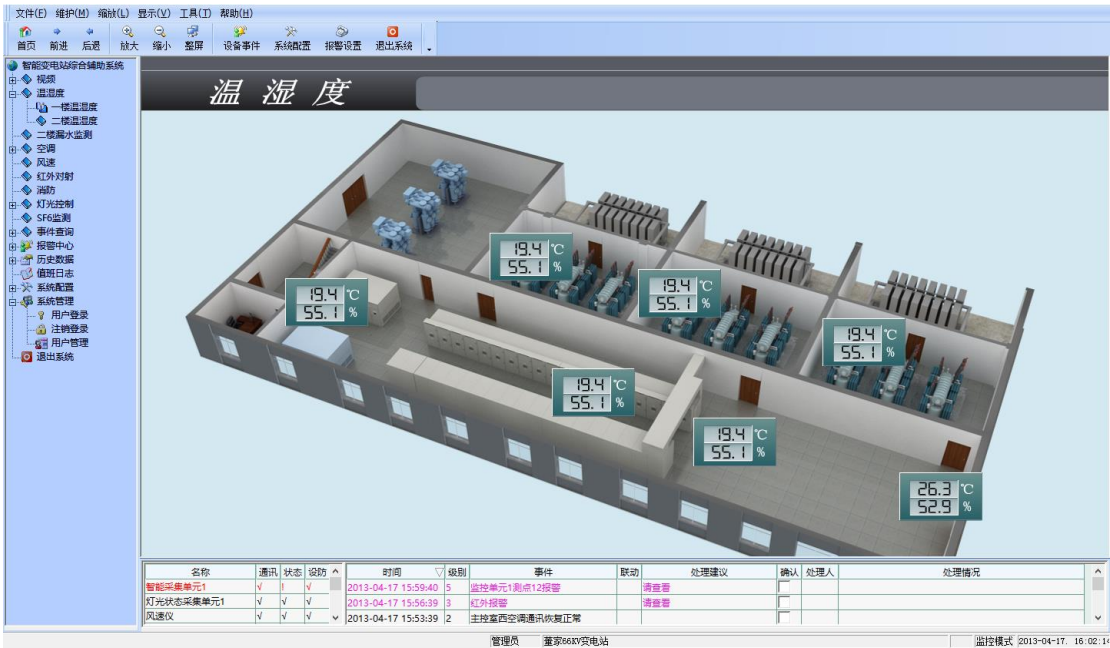 文件(F) 维护(M) 缩放(L) 显示(V) 工具(T) 帮助(H)
首页 前进 后退 放大 缩小 整屏 设备事件 系统配置 报警设置 退出系统
智能变电站综合辅助系统
视频
温湿度
一楼温湿度
二楼温湿度
二楼漏水监测
空调
风速
红外对射
消防
灯光控制
SF6监测
事件查询
报警中心
历史数据
值班日志
系统配置
系统管理
用户登录
注销登录
用户管理
退出系统
温湿度
19.4 ℃
55.1 %
19.4 ℃
55.1 %
19.4 ℃
55.1 %
19.4 ℃
55.1 %
19.4 ℃
55.1 %
19.4 ℃
55.1 %
26.3 ℃
52.9 %
名称 通讯 状态 设防
智能采集单元1 √ ! √
灯光状态采集单元1 √ √ √
风速仪 √ √ √
时间 级别 事件 联动 处理建议 确认 处理人 处理情况
2013-04-17 15:59:40 5 监控单元1测点12报警 请查看
2013-04-17 15:56:39 3 红外报警 请查看
2013-04-17 15:53:39 2 主控室西空调通讯恢复正常
管理员 董家66KV变电站 监控模式 2013-04-17. 16:02:14